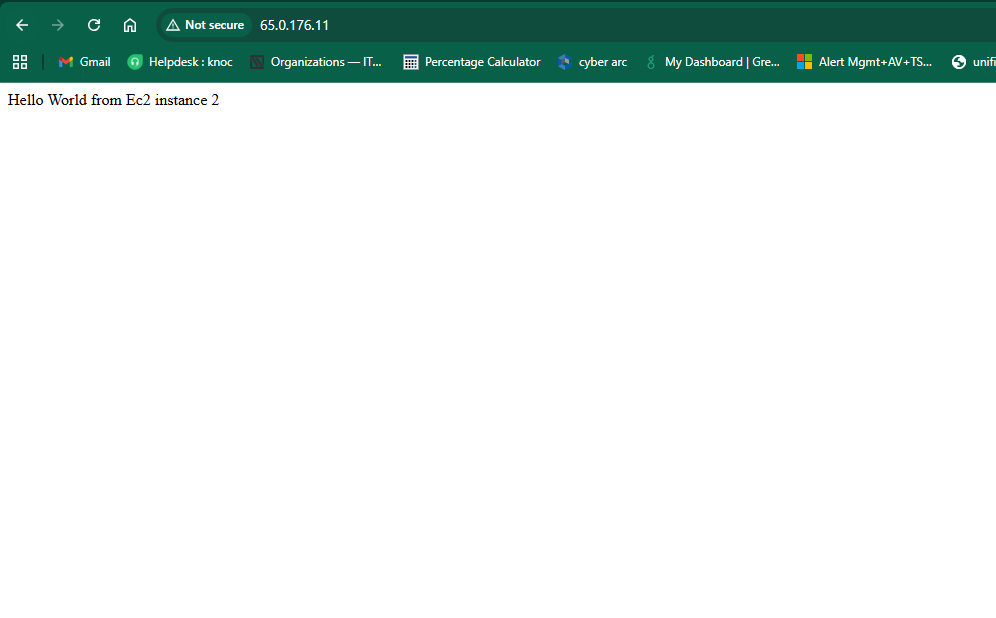 Not secure 65.0.176.11
Gmail Helpdesk : knoc Organizations — IT... Percentage Calculator cyber arc My Dashboard | Gre... Alert Mgmt+AV+TS... unifi
Hello World from Ec2 instance 2